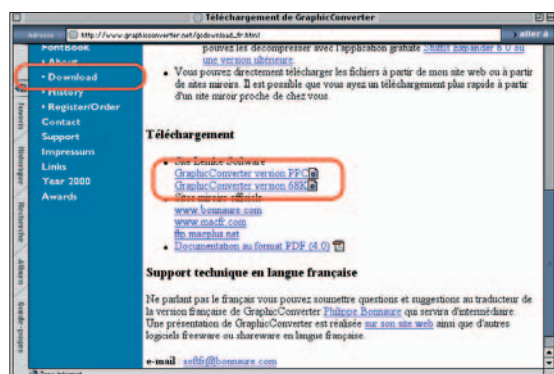 Téléchargement de GraphicConverter
Adresse : http://www.graphicconverter.net/gcdownload_fr.html
› aller à
FontBook
• About
• Download
• History
• Register/Order
Contact
Support
Impressum
Links
Year 2000
Awards
Favoris
Historique
Recherche
Album
Garde-pages
pouvez les décompresser avec l'application gratuite Stuffit Expander 6.0 ou
une version ultérieure.
• Vous pouvez directement télécharger les fichiers à partir de mon site web ou à partir
de sites miroirs. Il est possible que vous ayez un téléchargement plus rapide à partir
d'un site miroir proche de chez vous.
Téléchargement
• Site Lemke Software
GraphicConverter version PPC
GraphicConverter version 68K
• Sites miroirs officiels
www.bonnaure.com
www.macfr.com
ftp macplus.net
• Documentation au format PDF (4.0)
Support technique en langue française
Ne parlant pas le français vous pouvez soumettre questions et suggestions au traducteur de
la version française de GraphicConverter Philippe Bonnaure qui servira d'intermédiaire.
Une présentation de GraphicConverter est réalisée sur son site web ainsi que d'autres
logiciels freeware ou shareware en langue française.
e-mail : softfr@bonnaure.com
Zone Internet